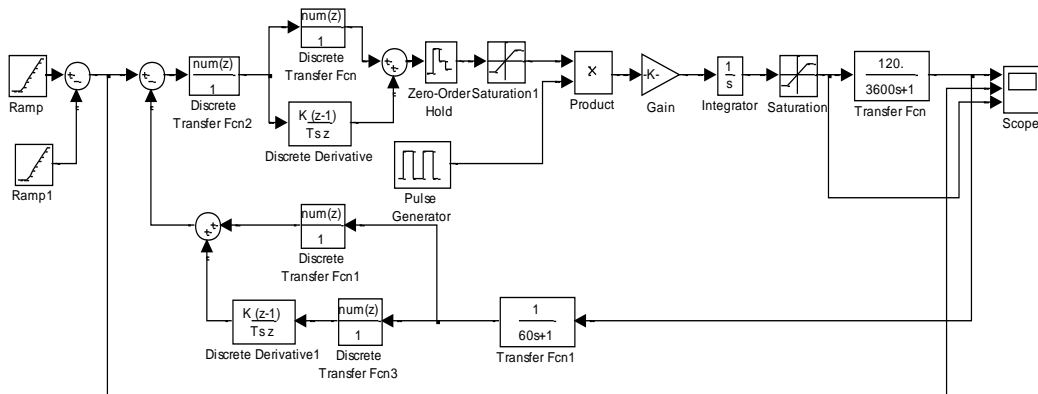 Ramp
Ramp1
num(z)
1
Discrete
Transfer Fcn2
num(z)
1
Discrete
Transfer Fcn
K (z-1)
Ts z
Discrete Derivative
Zero-Order
Hold
Saturation1
Pulse
Generator
x
Product
-K-
Gain
1
s
Integrator
Saturation
120.
3600s+1
Transfer Fcn
Scope
num(z)
1
Discrete
Transfer Fcn1
K (z-1)
Ts z
Discrete Derivative1
num(z)
1
Discrete
Transfer Fcn3
1
60s+1
Transfer Fcn1